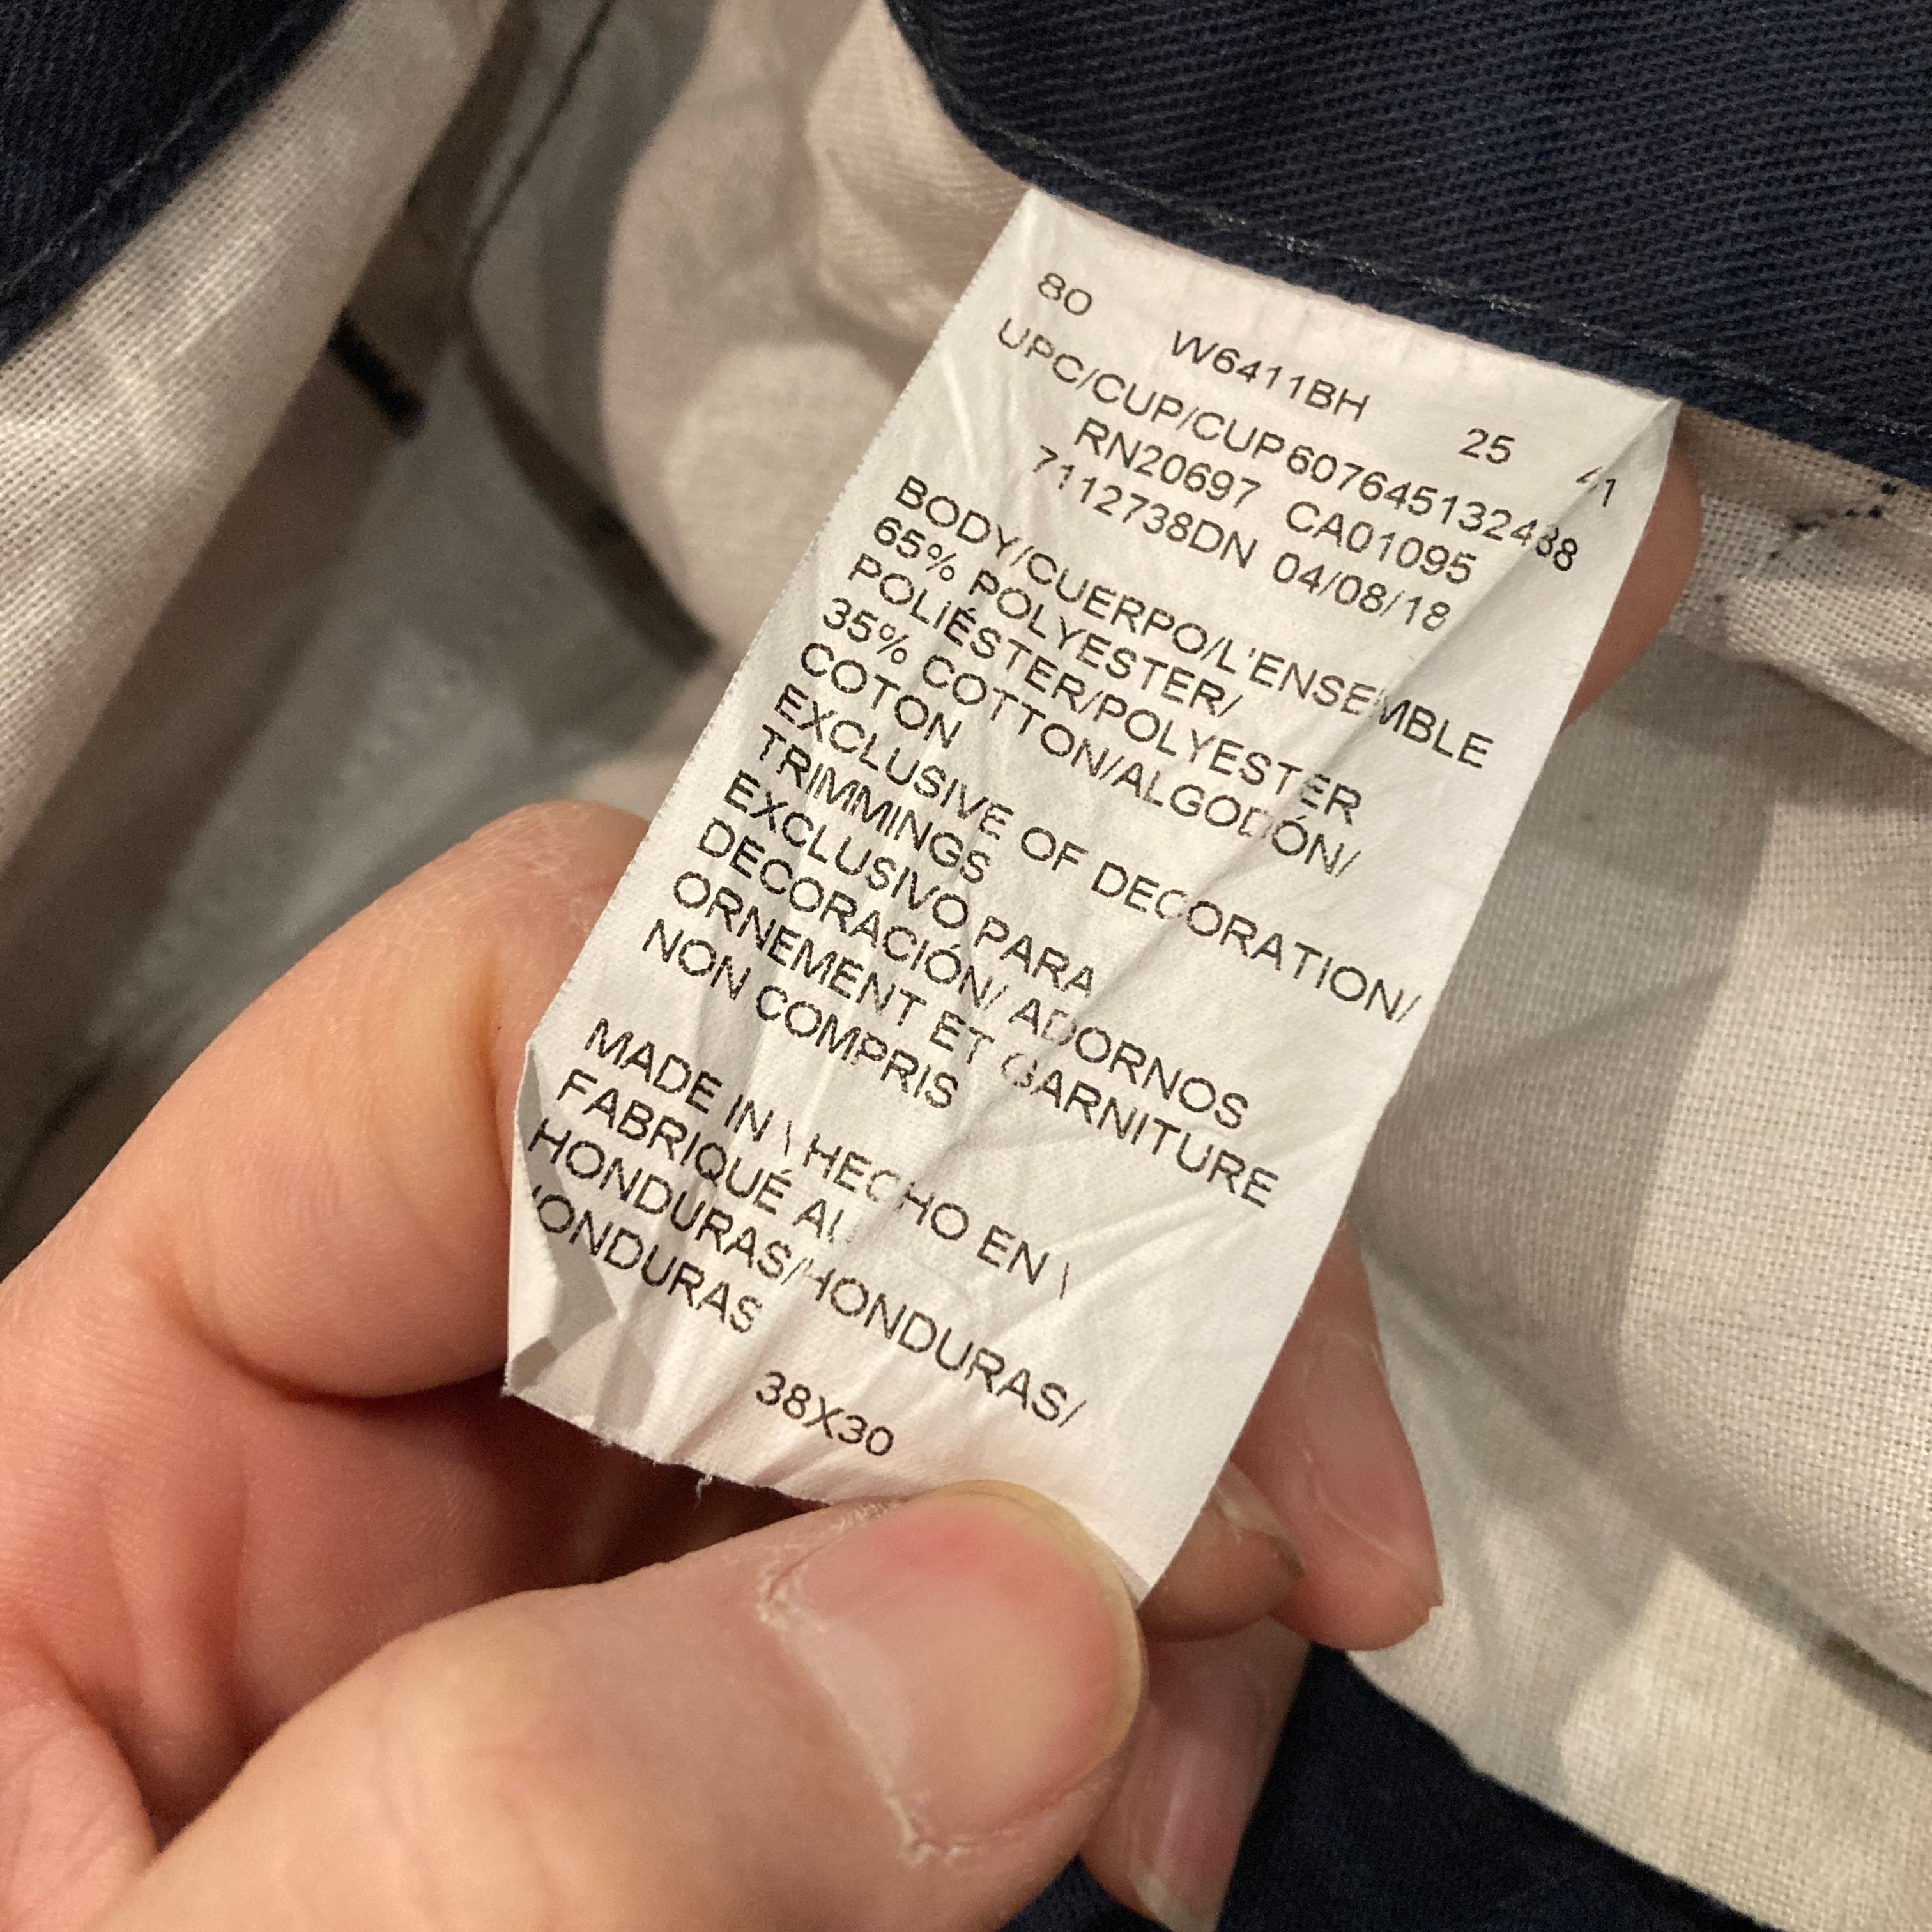 80 W6411BH 25 41
UPC/CUP/CUP607645132488
RN20697 CA01095
7112738DN 04/08/18
BODY/CUERPO/L'ENSEMBLE
65% POLYESTER/
POLIÉSTER/POLYESTER
35% COTTON/ALGODÓN/
COTON
EXCLUSIVE OF DECORATION/
TRIMMINGS
EXCLUSIVO PARA
DECORACIÓN/ ADORNOS
ORNEMENT ET GARNITURE
NON COMPRIS
MADE IN \ HECHO EN \
FABRIQUÉ AU
HONDURAS/HONDURAS/
HONDURAS
38X30